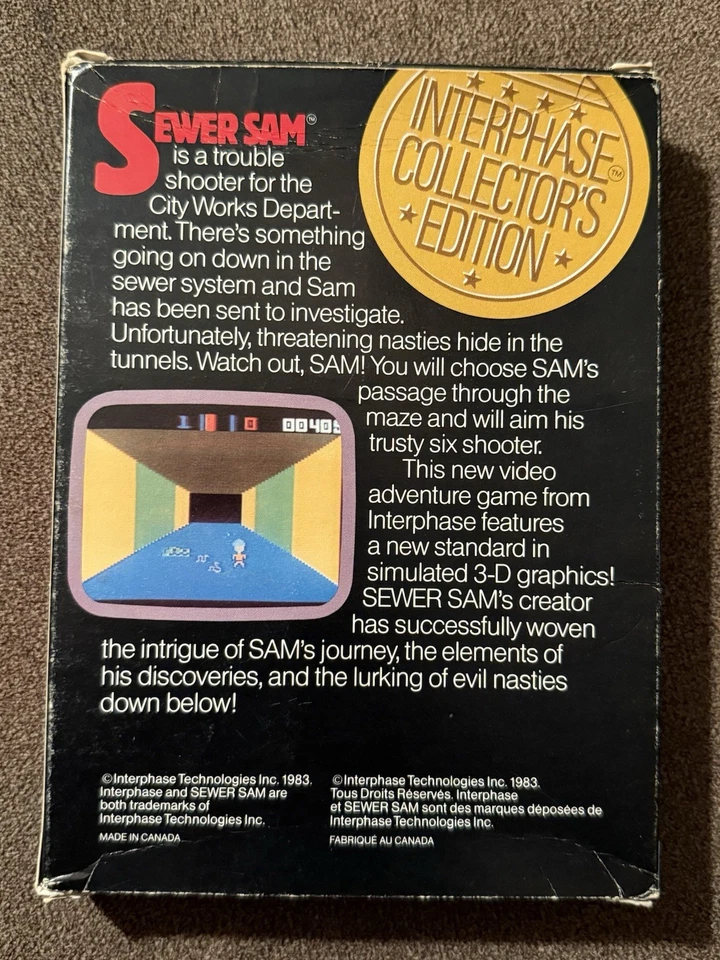 SEWER SAM™
is a trouble
shooter for the
City Works Depart-
ment. There's something
going on down in the
sewer system and Sam
has been sent to investigate.
Unfortunately, threatening nasties hide in the
tunnels. Watch out, SAM! You will choose SAM's
passage through the
maze and will aim his
trusty six shooter.
This new video
adventure game from
Interphase features
a new standard in
simulated 3-D graphics!
SEWER SAM's creator
has successfully woven
the intrigue of SAM's journey, the elements of
his discoveries, and the lurking of evil nasties
down below!
INTERPHASE™
COLLECTOR'S
EDITION
1 0 00405
©Interphase Technologies Inc. 1983.
Interphase and SEWER SAM are
both trademarks of
Interphase Technologies Inc.
MADE IN CANADA
©Interphase Technologies Inc. 1983.
Tous Droits Réservés. Interphase
et SEWER SAM sont des marques déposées de
Interphase Technologies Inc.
FABRIQUÉ AU CANADA